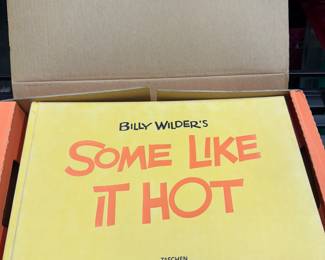 BILLY WILDER'S
SOME LIKE
IT HOT
TASCHEN